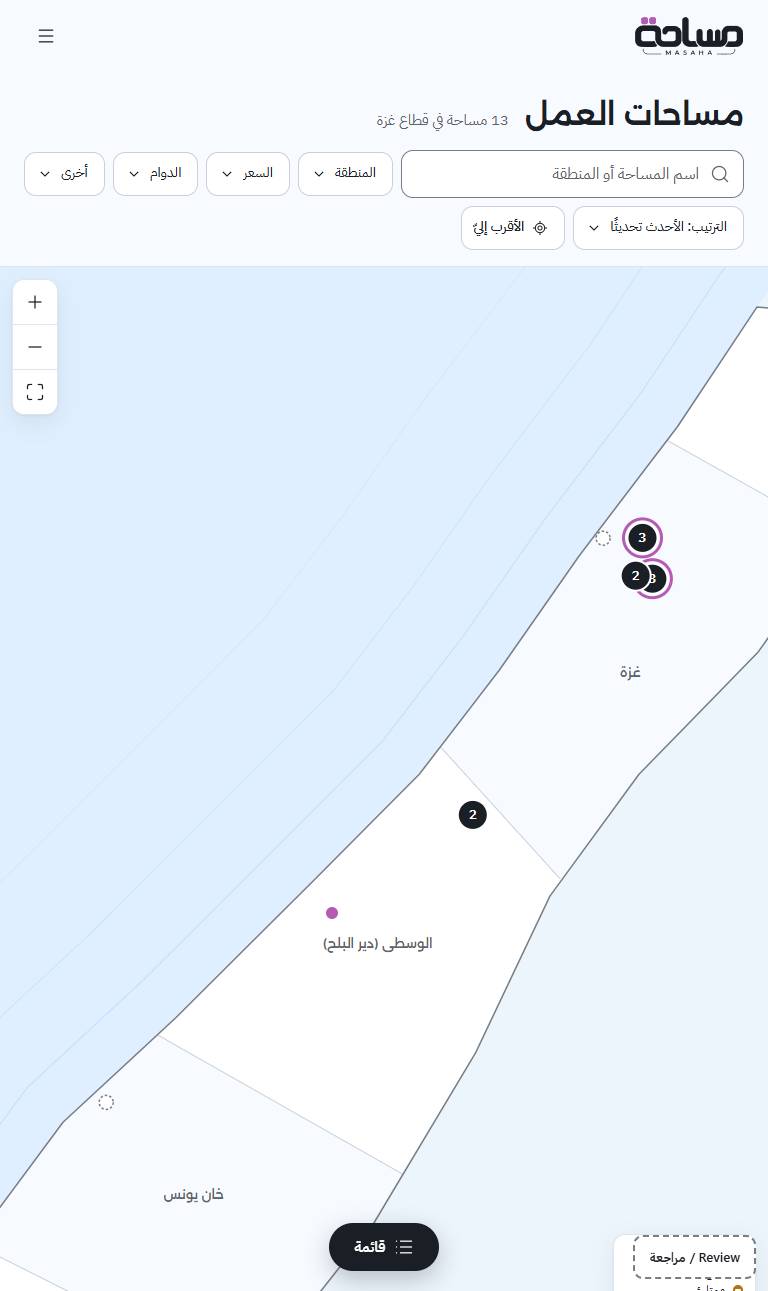 مساحة
MASAHA
مساحات العمل
13 مساحة في قطاع غزة
اسم المساحة أو المنطقة
المنطقة
السعر
الدوام
أخرى
الترتيب: الأحدث تحديثًا
الأقرب إليّ
3
2
3
غزة
2
الوسطى (دير البلح)
خان يونس
قائمة
Review / مراجعة